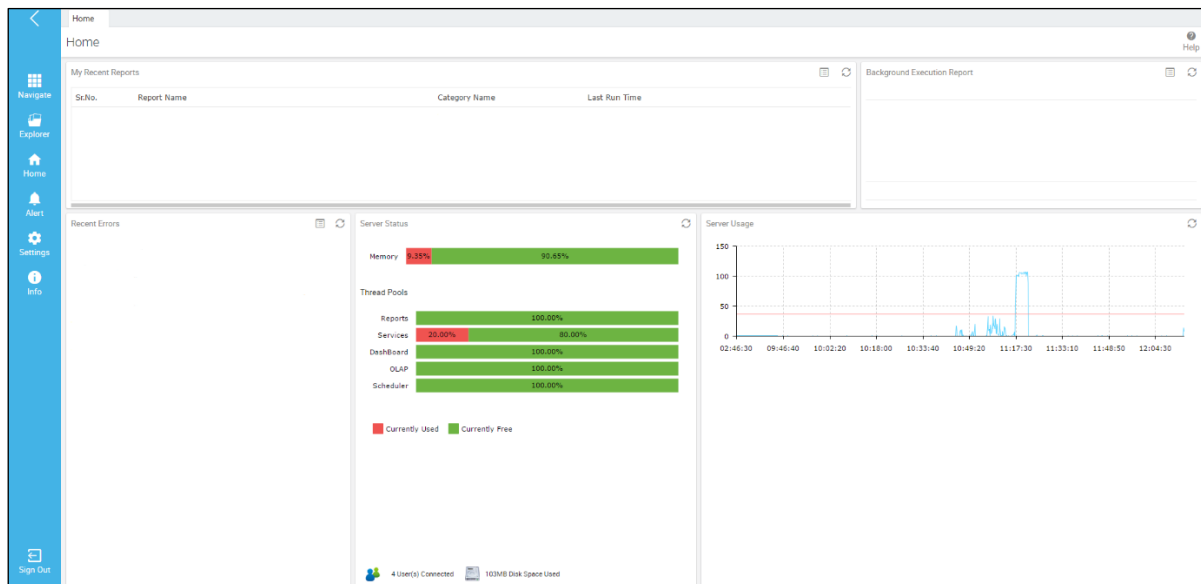 Home
Home
Help
Navigate
Explorer
Home
Alert
Settings
Info
Sign Out
My Recent Reports
Sr.No. Report Name Category Name Last Run Time
Background Execution Report
Recent Errors
Server Status
Memory 9.35% 90.65%
Thread Pools
Reports 100.00%
Services 20.00% 80.00%
DashBoard 100.00%
OLAP 100.00%
Scheduler 100.00%
Currently Used Currently Free
4 User(s) Connected 103MB Disk Space Used
Server Usage
150
100
50
0
02:46:30 09:46:40 10:02:20 10:18:00 10:33:40 10:49:20 11:17:30 11:33:10 11:48:50 12:04:30